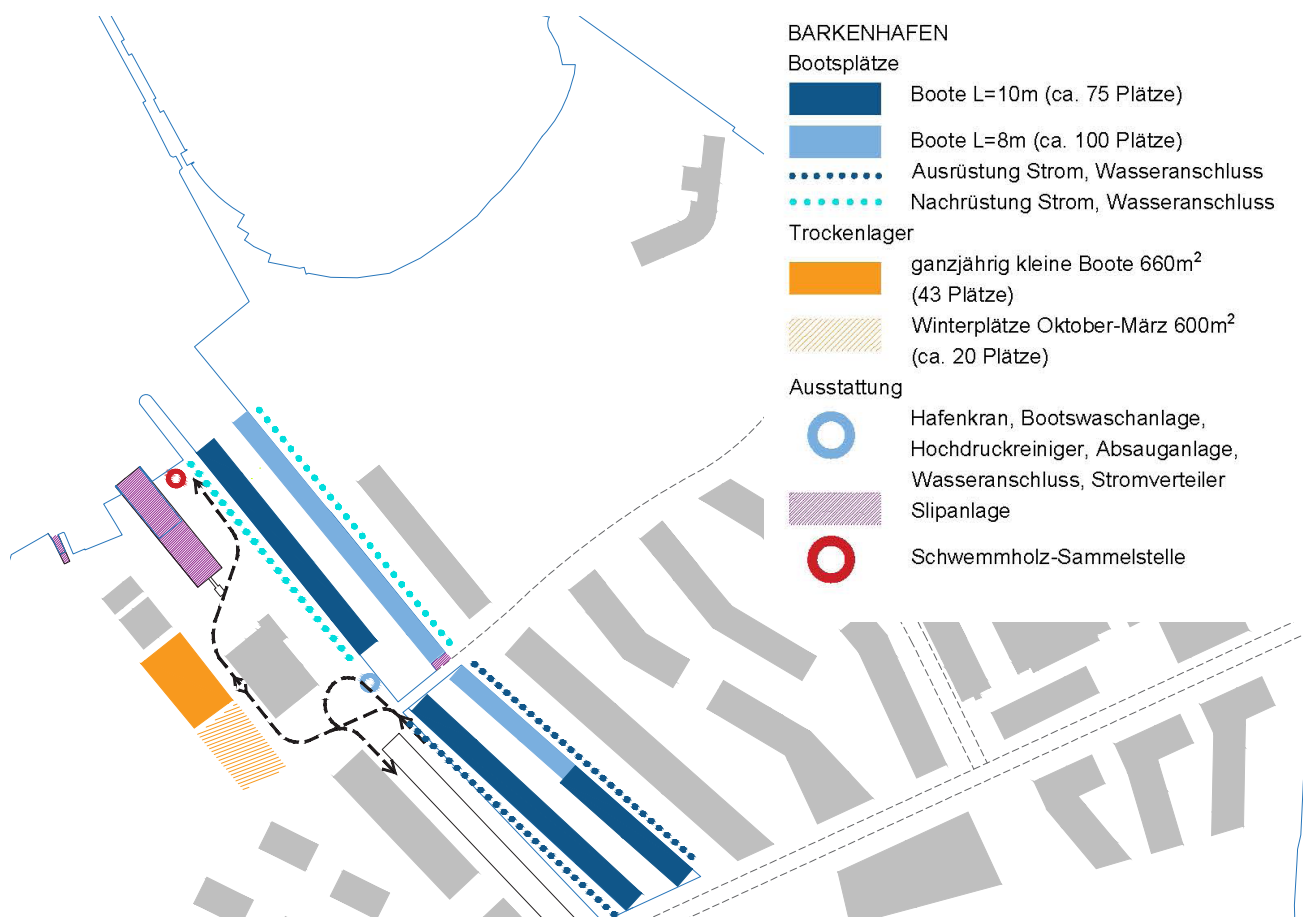 BARKENHAFEN
Bootsplätze
Boote L=10m (ca. 75 Plätze)
Boote L=8m (ca. 100 Plätze)
Ausrüstung Strom, Wasseranschluss
Nachrüstung Strom, Wasseranschluss
Trockenlager
ganzjährig kleine Boote 660m²
(43 Plätze)
Winterplätze Oktober-März 600m²
(ca. 20 Plätze)
Ausstattung
Hafenkran, Bootswaschanlage,
Hochdruckreiniger, Absauganlage,
Wasseranschluss, Stromverteiler
Slipanlage
Schwemmholz-Sammelstelle